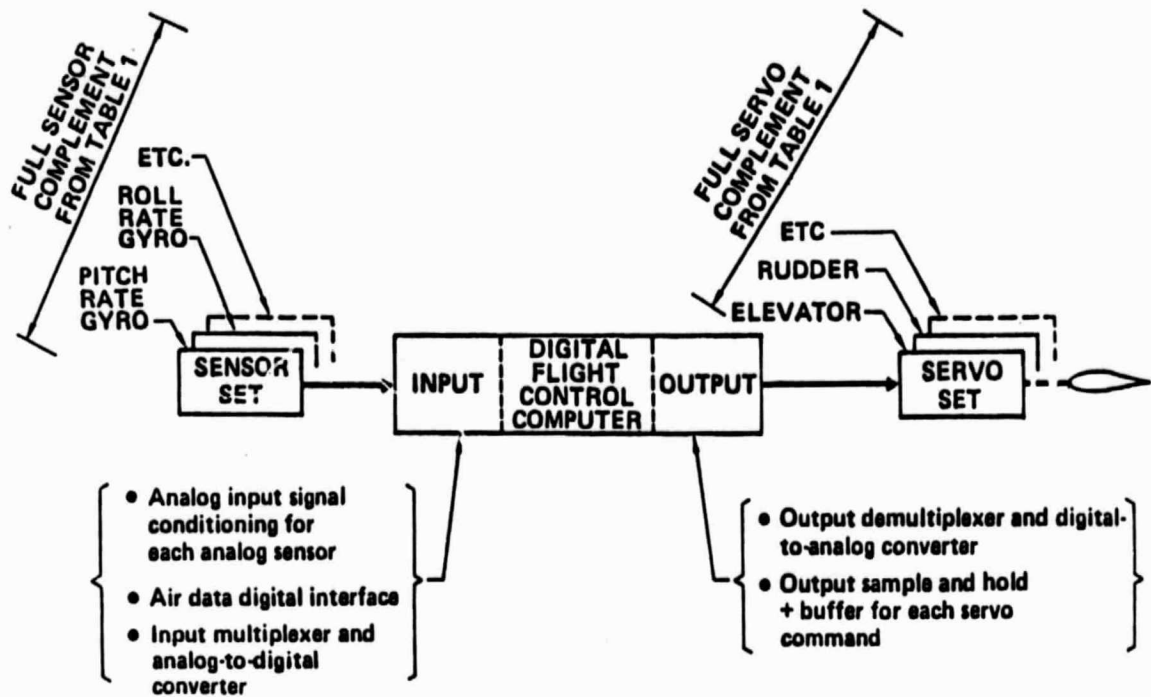 FULL SENSOR
COMPLEMENT
FROM TABLE 1
ETC.
ROLL
RATE
GYRO
PITCH
RATE
GYRO
SENSOR
SET
INPUT
DIGITAL
FLIGHT
CONTROL
COMPUTER
OUTPUT
FULL SERVO
COMPLEMENT
FROM TABLE 1
ETC
RUDDER
ELEVATOR
SERVO
SET
• Analog input signal
conditioning for
each analog sensor
• Air data digital interface
• Input multiplexer and
analog-to-digital
converter
• Output demultiplexer and digital-
to-analog converter
• Output sample and hold
+ buffer for each servo
command